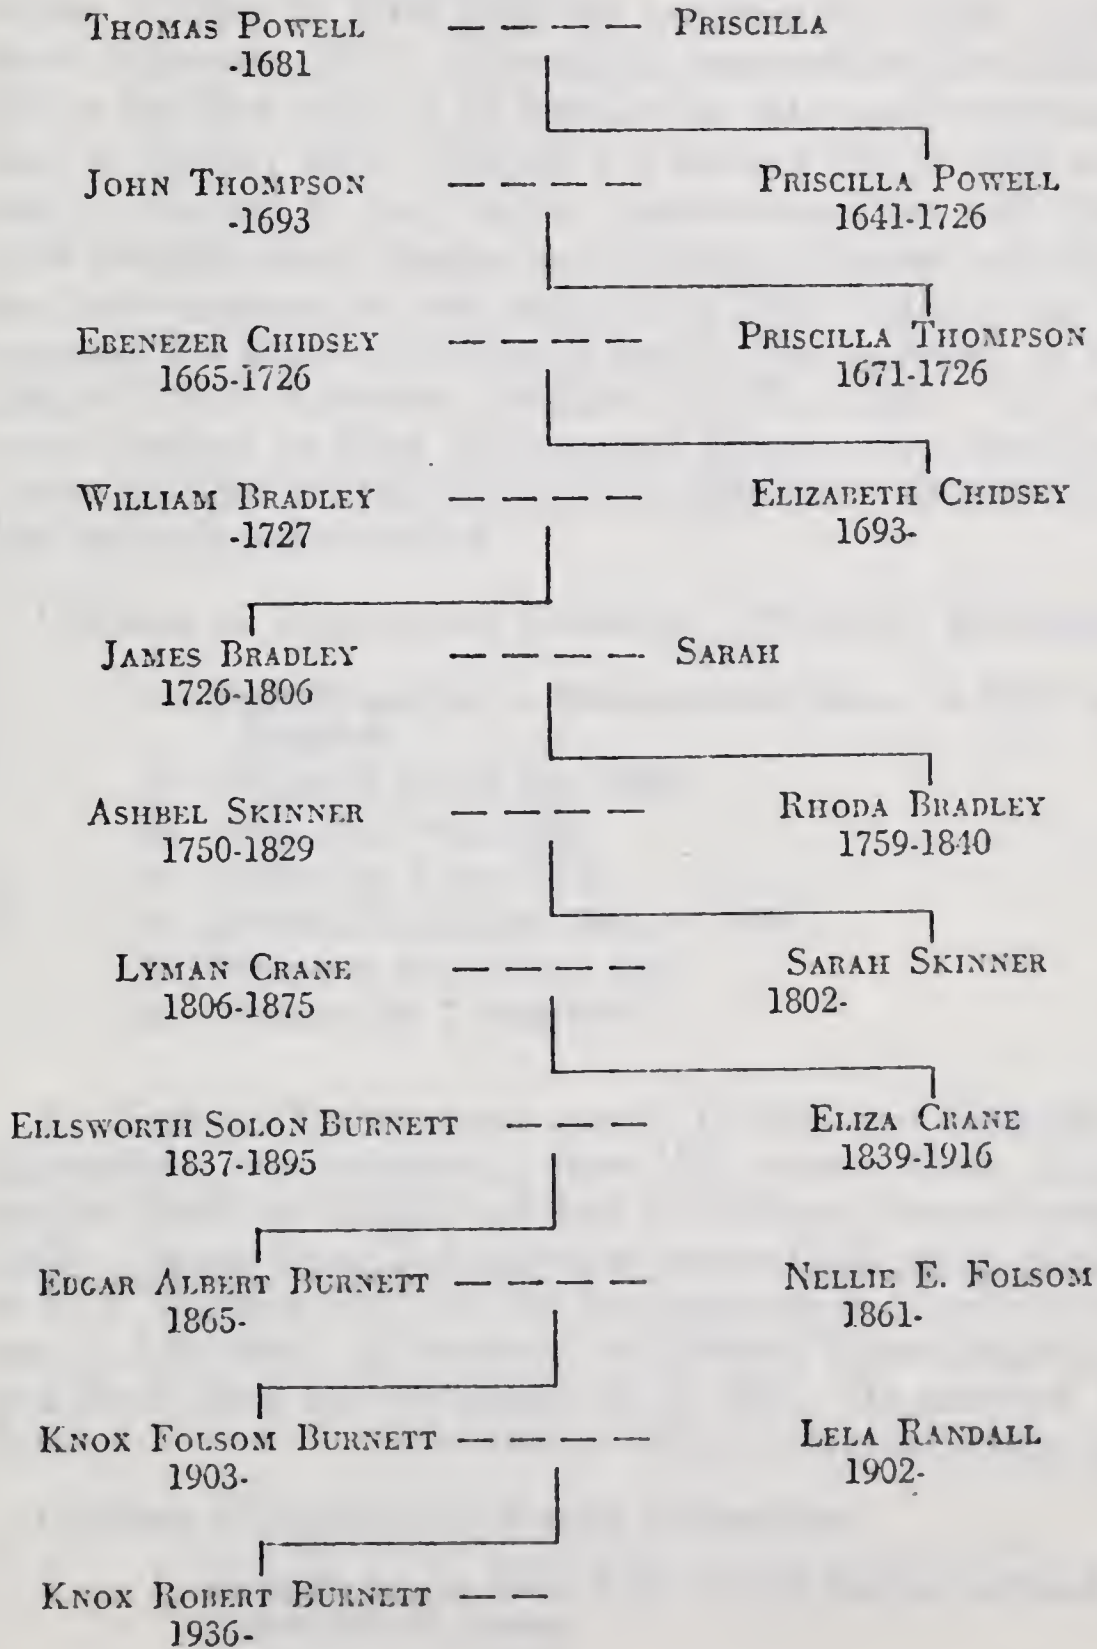 THOMAS POWELL — — — — PRISCILLA
-1681
JOHN THOMPSON — — — — PRISCILLA POWELL
-1693 1641-1726
EBENEZER CHIDSEY — — — — PRISCILLA THOMPSON
1665-1726 1671-1726
WILLIAM BRADLEY — — — — ELIZABETH CHIDSEY
-1727 1693-
JAMES BRADLEY — — — — SARAH
1726-1806
ASHBEL SKINNER — — — — RHODA BRADLEY
1750-1829 1759-1840
LYMAN CRANE — — — — SARAH SKINNER
1806-1875 1802-
ELLSWORTH SOLON BURNETT — — — ELIZA CRANE
1837-1895 1839-1916
EDGAR ALBERT BURNETT — — — — NELLIE E. FOLSOM
1865- 1861-
KNOX FOLSOM BURNETT — — — — LELA RANDALL
1903- 1902-
KNOX ROBERT BURNETT — —
1936-